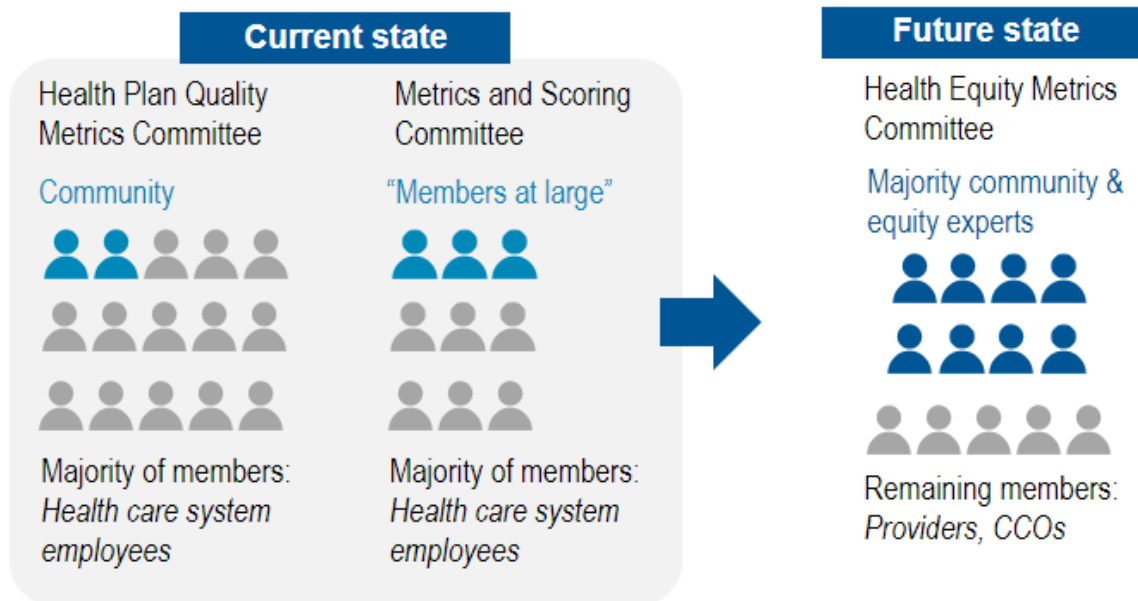 Current state
Health Plan Quality
Metrics Committee
Community
Majority of members:
Health care system
employees
Metrics and Scoring
Committee
“Members at large”
Majority of members:
Health care system
employees
Future state
Health Equity Metrics
Committee
Majority community &
equity experts
Remaining members:
Providers, CCOs